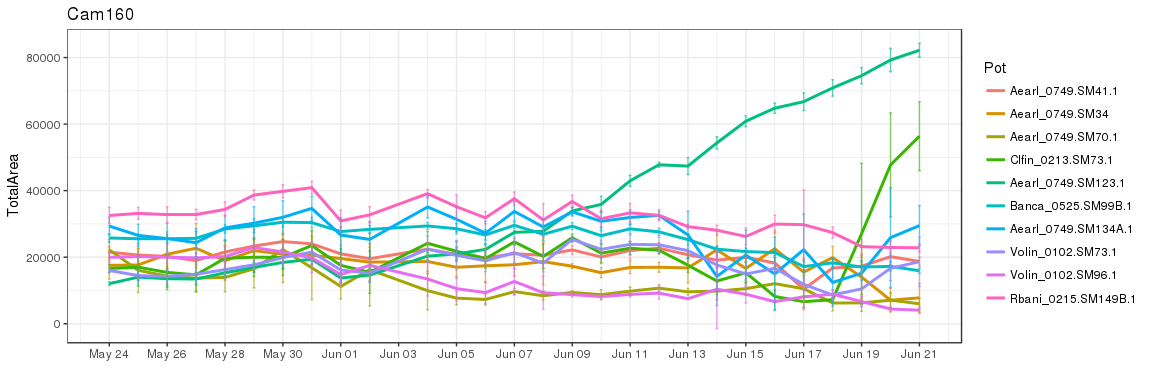 Cam160
TotalArea
80000
60000
40000
20000
0
May 24 May 26 May 28 May 30 Jun 01 Jun 03 Jun 05 Jun 07 Jun 09 Jun 11 Jun 13 Jun 15 Jun 17 Jun 19 Jun 21
Pot
Aearl_0749.SM41.1
Aearl_0749.SM34
Aearl_0749.SM70.1
Clfin_0213.SM73.1
Aearl_0749.SM123.1
Banca_0525.SM99B.1
Aearl_0749.SM134A.1
Volin_0102.SM73.1
Volin_0102.SM96.1
Rbani_0215.SM149B.1